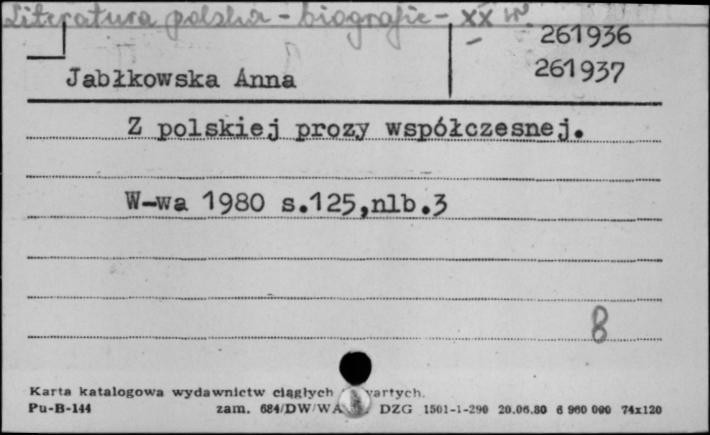 Literatura polska - biografie - XX w.
261936
Jabłkowska Anna
261937
Z polskiej prozy współczesnej.
W-wa 1980 s.125,nlb.3
8
Karta katalogowa wydawnictw ciągłych
Pu-B-144 zam. 684/DW/WA DZG 1501-1-290 20.06.80 6 960 000 74x120